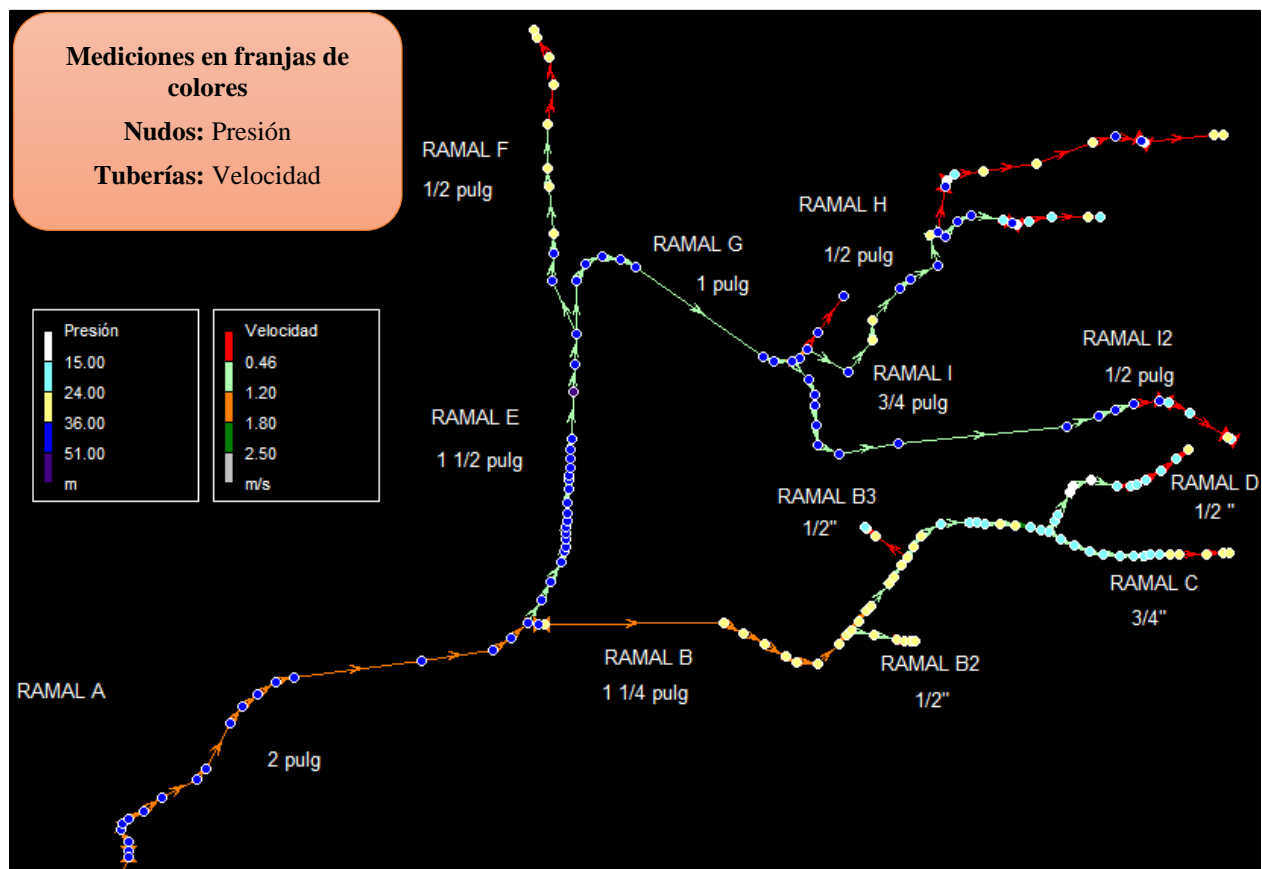 Mediciones en franjas de
colores
Nudos: Presión
Tuberías: Velocidad
RAMAL F
1/2 pulg
RAMAL H
1/2 pulg
RAMAL G
1 pulg
Presión
15.00
24.00
36.00
51.00
m
Velocidad
0.46
1.20
1.80
2.50
m/s
RAMAL I2
1/2 pulg
RAMAL I
3/4 pulg
RAMAL E
1 1/2 pulg
RAMAL B3
1/2"
RAMAL D
1/2 "
RAMAL C
3/4"
RAMAL B
1 1/4 pulg
RAMAL B2
1/2"
RAMAL A
2 pulg